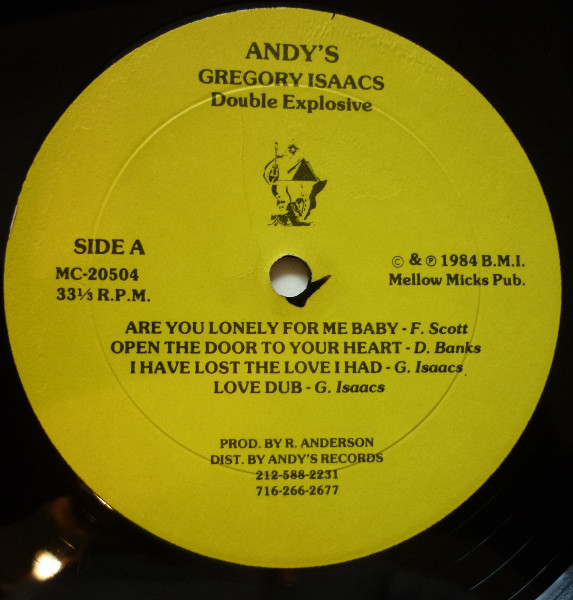 ANDY'S
GREGORY ISAACS
Double Explosive
SIDE A
MC-20504
33⅓ R.P.M.
© & ℗ 1984 B.M.I.
Mellow Micks Pub.
ARE YOU LONELY FOR ME BABY - F. Scott
OPEN THE DOOR TO YOUR HEART - D. Banks
I HAVE LOST THE LOVE I HAD - G. Isaacs
LOVE DUB - G. Isaacs
PROD. BY R. ANDERSON
DIST. BY ANDY'S RECORDS
212-588-2231
716-266-2677